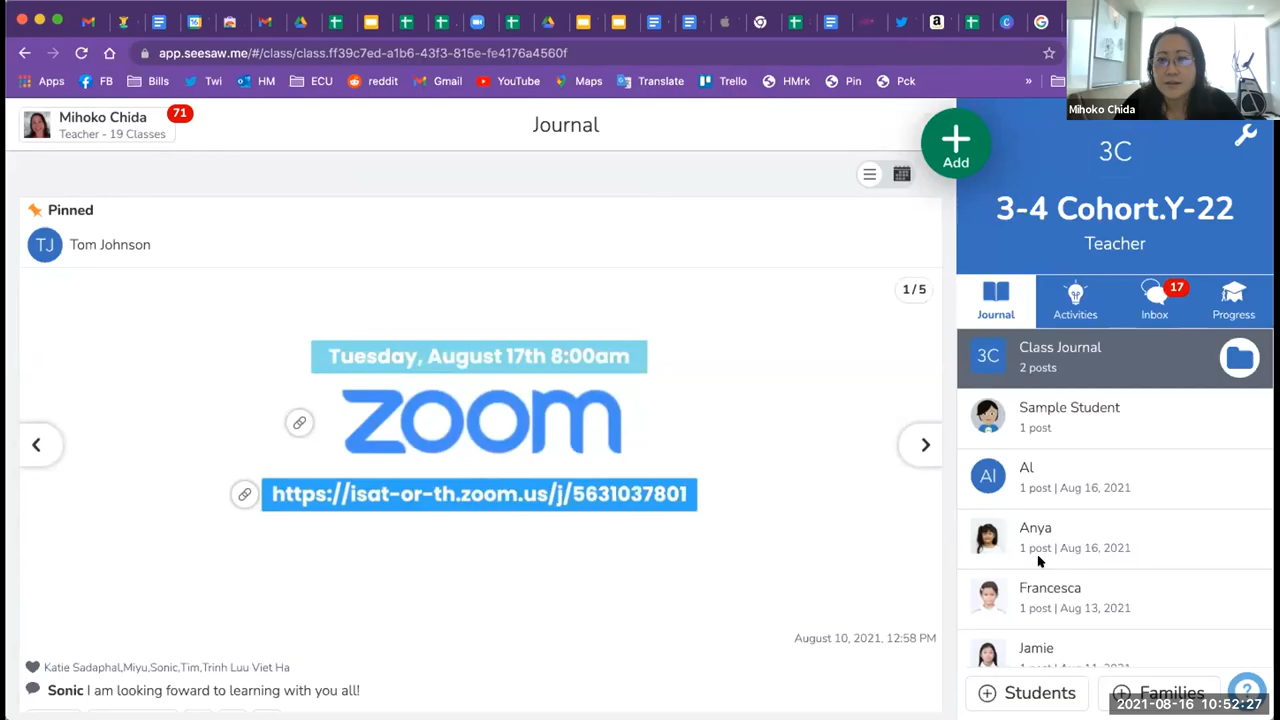 app.seesaw.me/#/class/class.ff39c7ed-a1b6-43f3-815e-fe4176a4560f
Apps FB Bills Twi HM ECU reddit Gmail YouTube Maps Translate Trello HMrk Pin Pck »
Mihoko Chida
Mihoko Chida 71
Teacher - 19 Classes
Journal
Add
3C
3-4 Cohort.Y-22
Teacher
Pinned
TJ Tom Johnson
1/5
Journal Activities Inbox 17 Progress
Tuesday, August 17th 8:00am
zoom
https://isat-or-th.zoom.us/j/5631037801
3C Class Journal
2 posts
Sample Student
1 post
Al Al
1 post | Aug 16, 2021
Anya
1 post | Aug 16, 2021
Francesca
1 post | Aug 13, 2021
Jamie
August 10, 2021, 12:58 PM
Katie Sadaphal,Miyu,Sonic,Tim,Trinh Luu Viet Ha
Sonic I am looking foward to learning with you all!
Students Families ?
2021-08-16 10:52:27